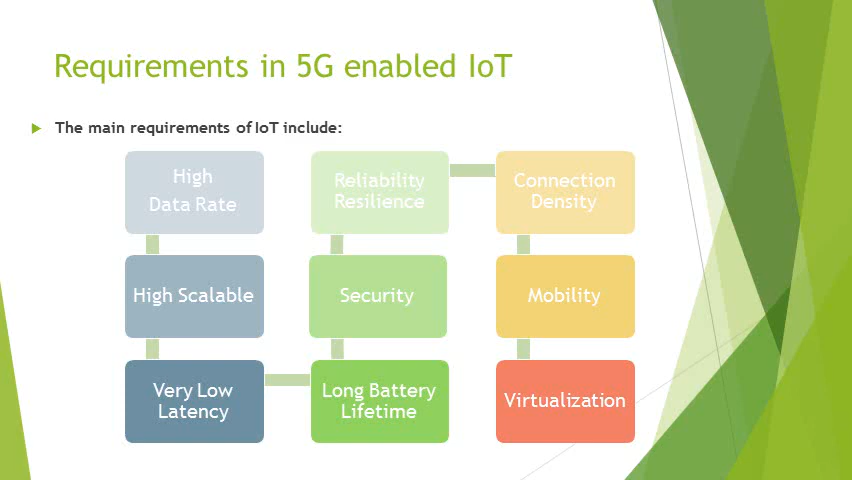 Requirements in 5G enabled IoT
The main requirements of IoT include:
High
Data Rate
High Scalable
Very Low
Latency
Long Battery
Lifetime
Security
Reliability
Resilience
Connection
Density
Mobility
Virtualization